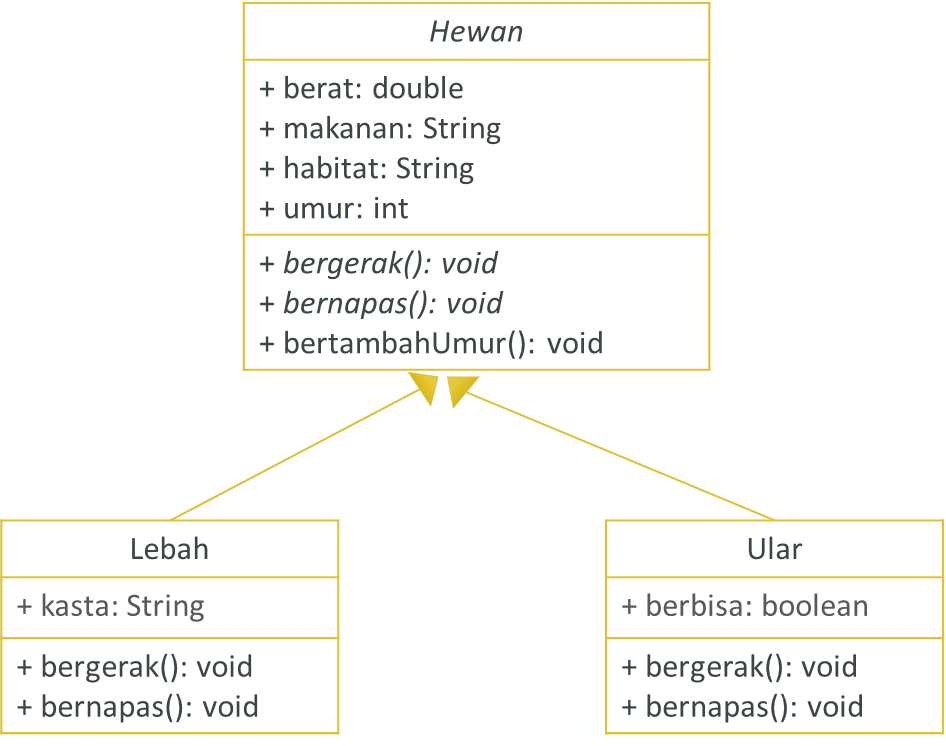 Hewan
+ berat: double
+ makanan: String
+ habitat: String
+ umur: int
+ bergerak(): void
+ bernapas(): void
+ bertambahUmur(): void
Lebah
+ kasta: String
+ bergerak(): void
+ bernapas(): void
Ular
+ berbisa: boolean
+ bergerak(): void
+ bernapas(): void